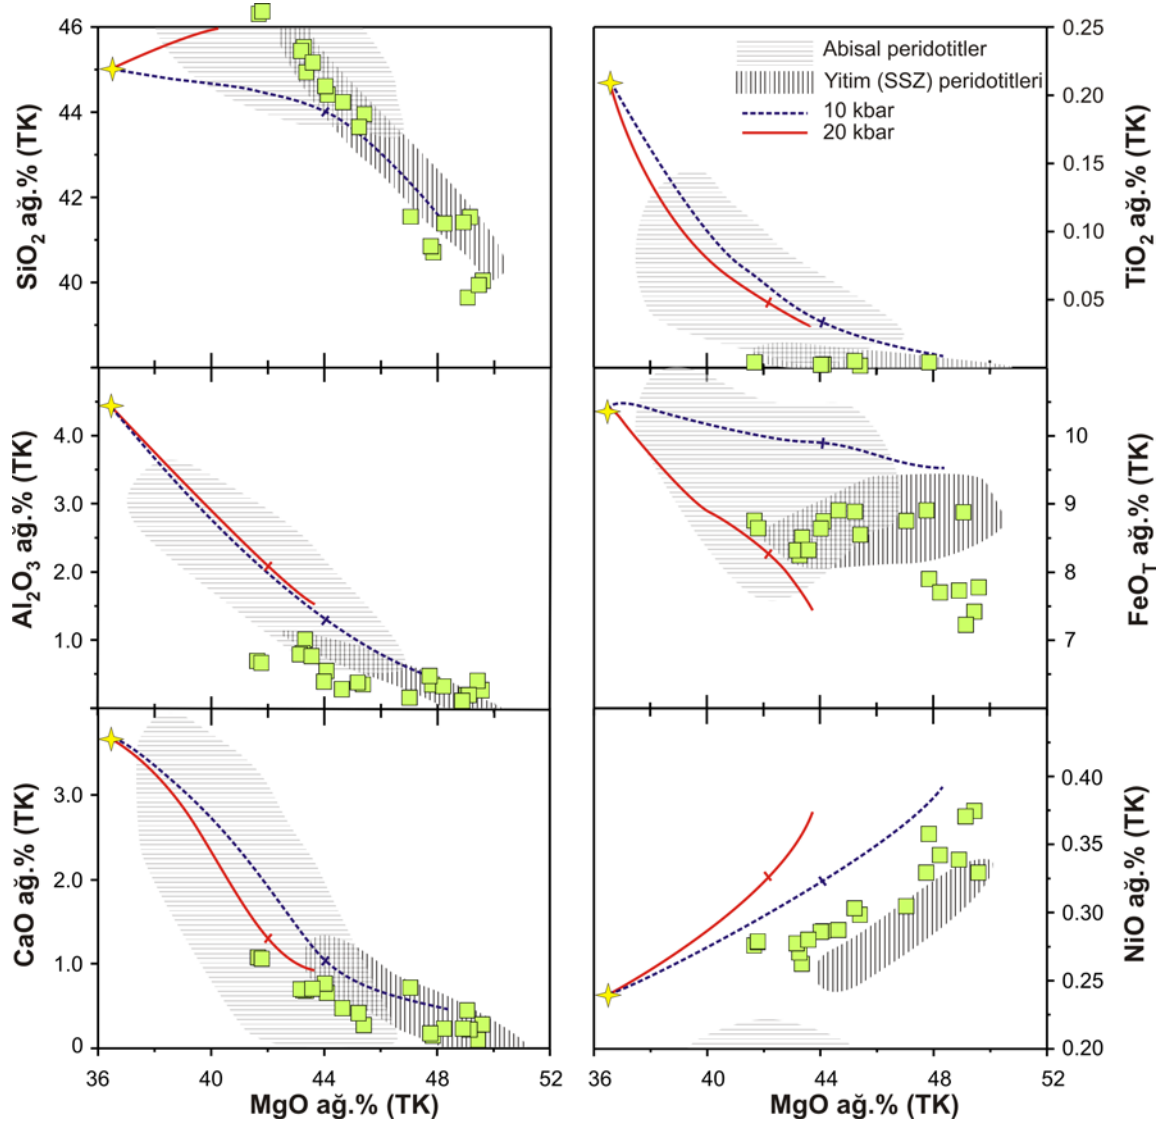 46
44
42
40
SiO2 ağ.% (TK)
0.25
0.20
0.15
0.10
0.05
TiO2 ağ.% (TK)
Abisal peridotitler
Yitim (SSZ) peridotitleri
10 kbar
20 kbar
4.0
3.0
2.0
1.0
Al2O3 ağ.% (TK)
10
9
8
7
FeOT ağ.% (TK)
3.0
2.0
1.0
0
CaO ağ.% (TK)
0.40
0.35
0.30
0.25
0.20
NiO ağ.% (TK)
36 40 44 48 52
MgO ağ.% (TK)
36 40 44 48 52
MgO ağ.% (TK)